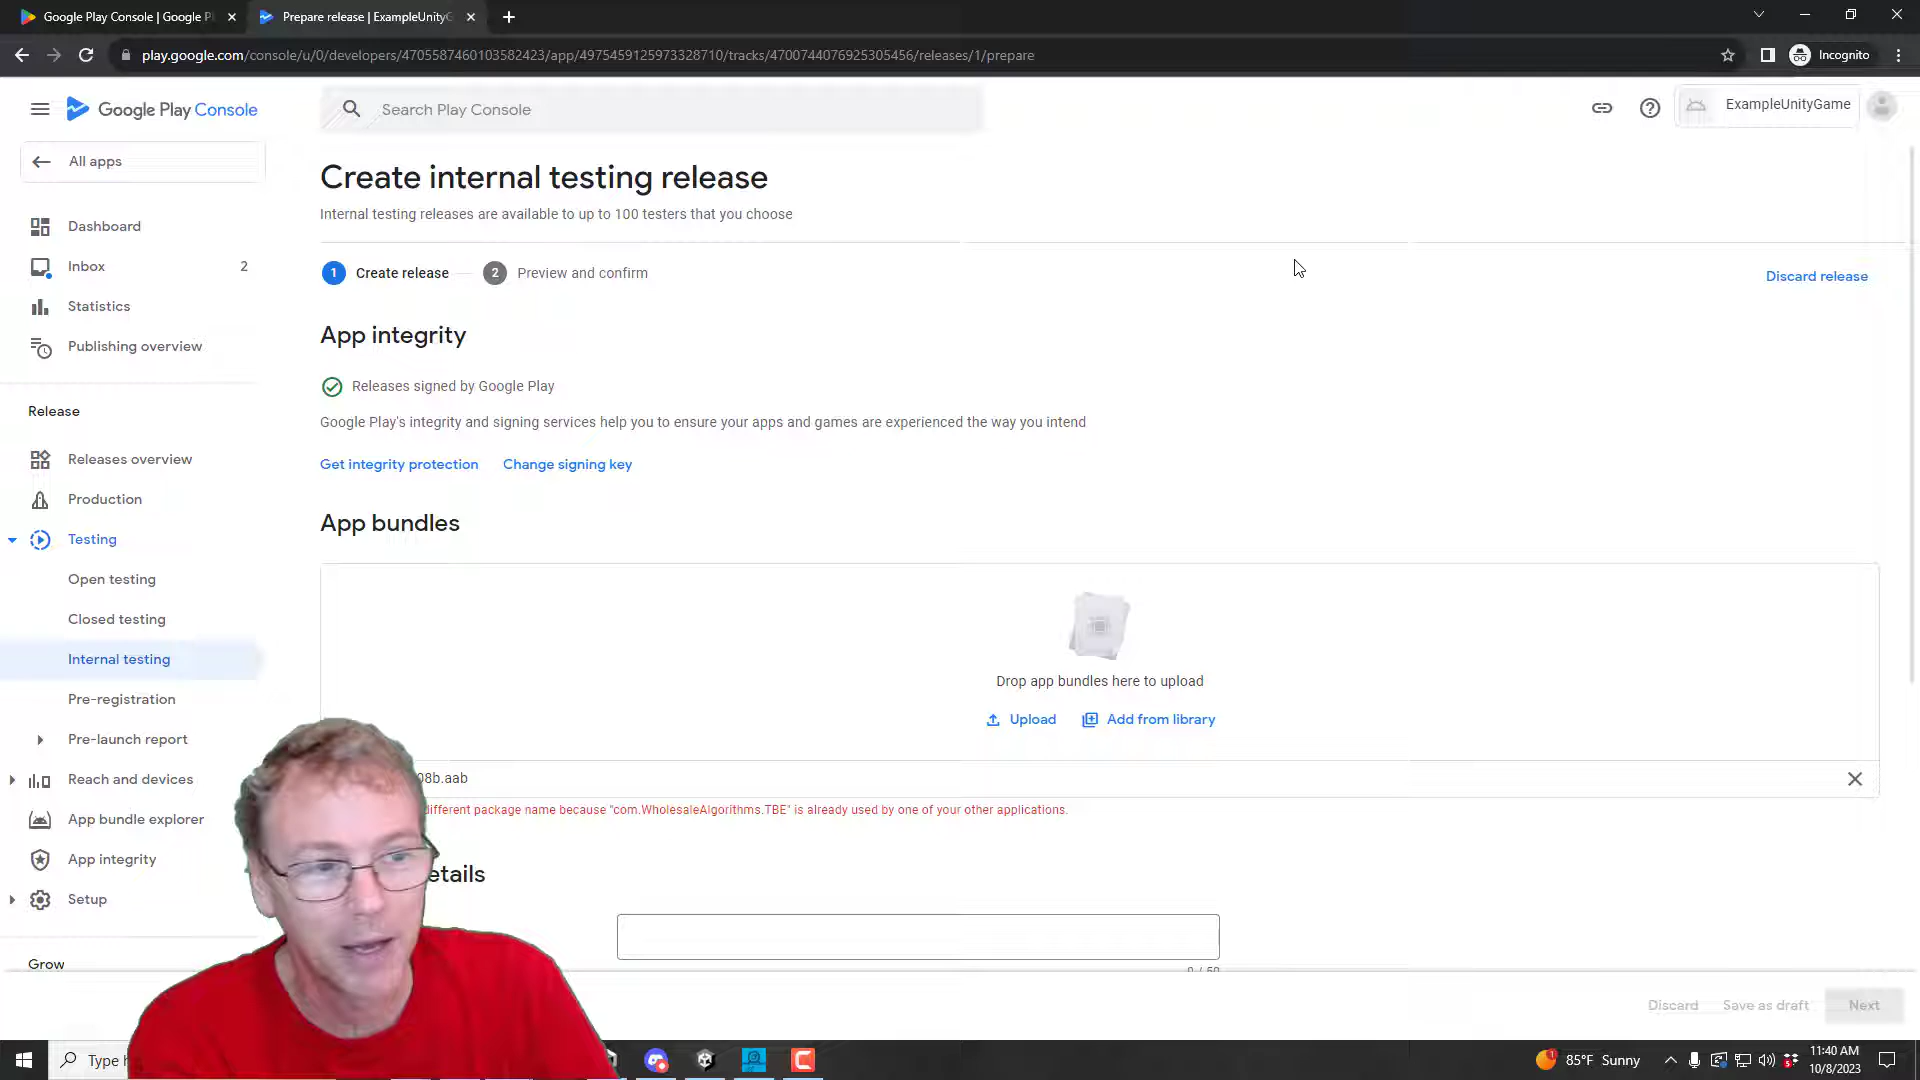 Google Play Console | Google P
Prepare release | ExampleUnityG
play.google.com/console/u/0/developers/4705587460103582423/app/4975459125973328710/tracks/4700744076925305456/releases/1/prepare
Incognito
Google Play Console
Search Play Console
ExampleUnityGame
All apps
Dashboard
Inbox 2
Statistics
Publishing overview
Release
Releases overview
Production
Testing
Open testing
Closed testing
Internal testing
Pre-registration
Pre-launch report
Reach and devices
App bundle explorer
App integrity
Setup
Grow
Create internal testing release
Internal testing releases are available to up to 100 testers that you choose
1 Create release
2 Preview and confirm
Discard release
App integrity
Releases signed by Google Play
Google Play's integrity and signing services help you to ensure your apps and games are experienced the way you intend
Get integrity protection
Change signing key
App bundles
Drop app bundles here to upload
Upload
Add from library
08b.aab
different package name because "com.WholesaleAlgorithms.TBE" is already used by one of your other applications.
etails
0 / 50
Discard
Save as draft
Next
Type h
85°F Sunny
11:40 AM
10/8/2023